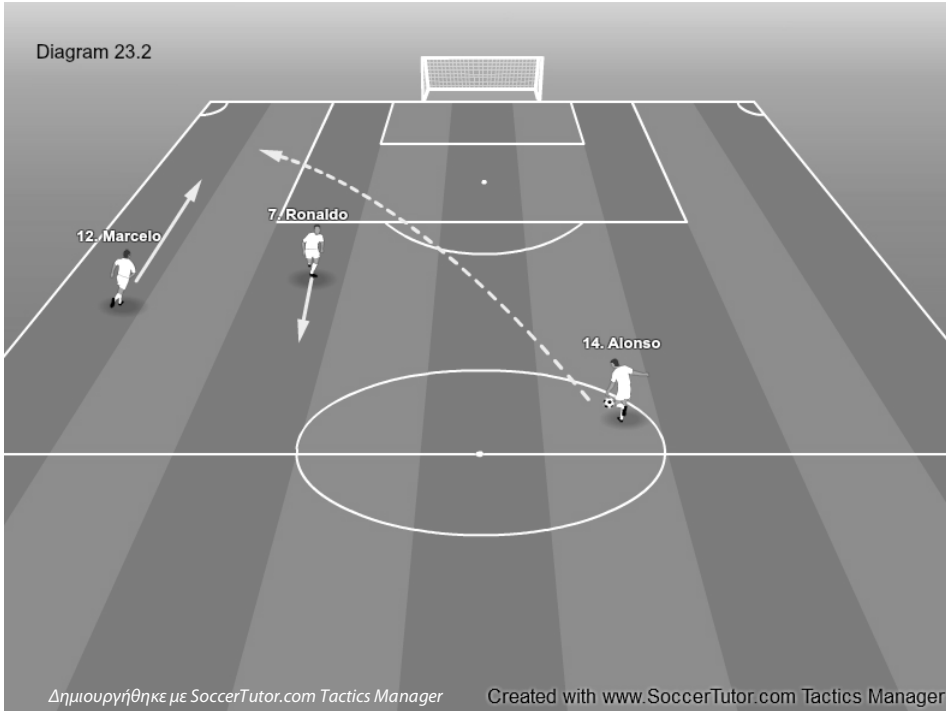 Diagram 23.2
7. Ronaldo
12. Marcelo
14. Alonso
Δημιουργήθηκε με SoccerTutor.com Tactics Manager
Created with www.SoccerTutor.com Tactics Manager